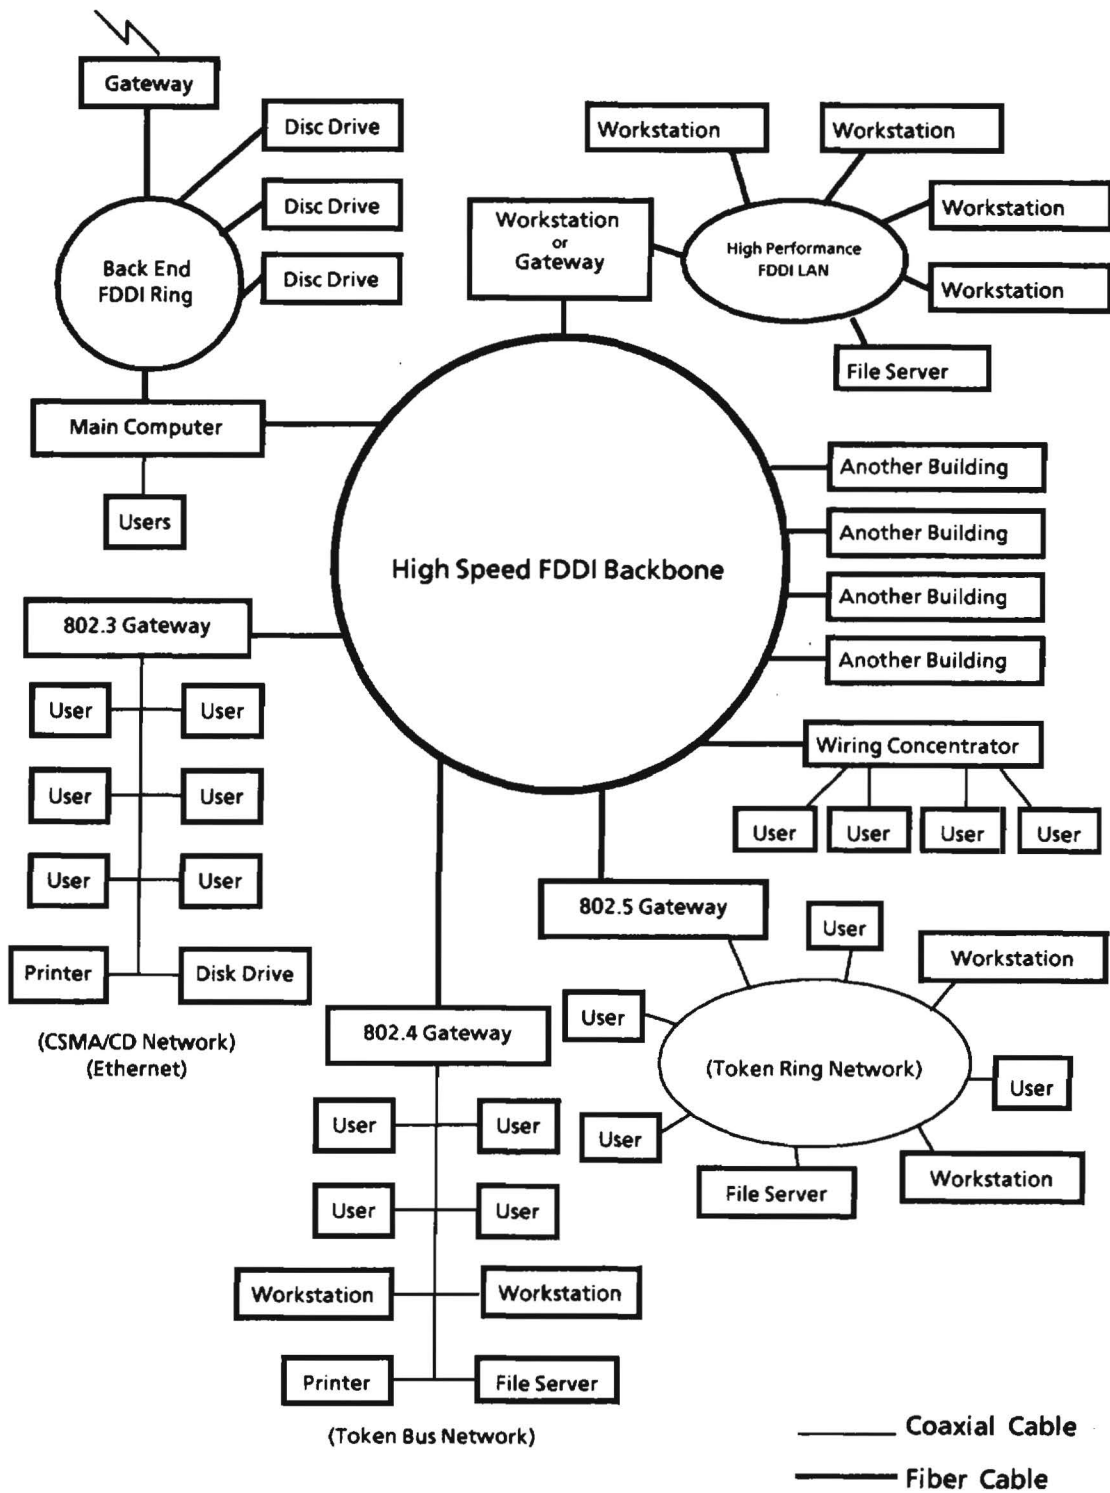 Gateway
Disc Drive
Disc Drive
Disc Drive
Back End
FDDI Ring
Main Computer
Users
Workstation
or
Gateway
Workstation
Workstation
Workstation
Workstation
High Performance
FDDI LAN
File Server
High Speed FDDI Backbone
Another Building
Another Building
Another Building
Another Building
Wiring Concentrator
User
User
User
User
802.3 Gateway
User
User
User
User
User
User
Printer
Disk Drive
(CSMA/CD Network)
(Ethernet)
802.4 Gateway
User
User
User
User
Workstation
Workstation
Printer
File Server
(Token Bus Network)
802.5 Gateway
User
Workstation
User
(Token Ring Network)
User
User
Workstation
File Server
Coaxial Cable
Fiber Cable